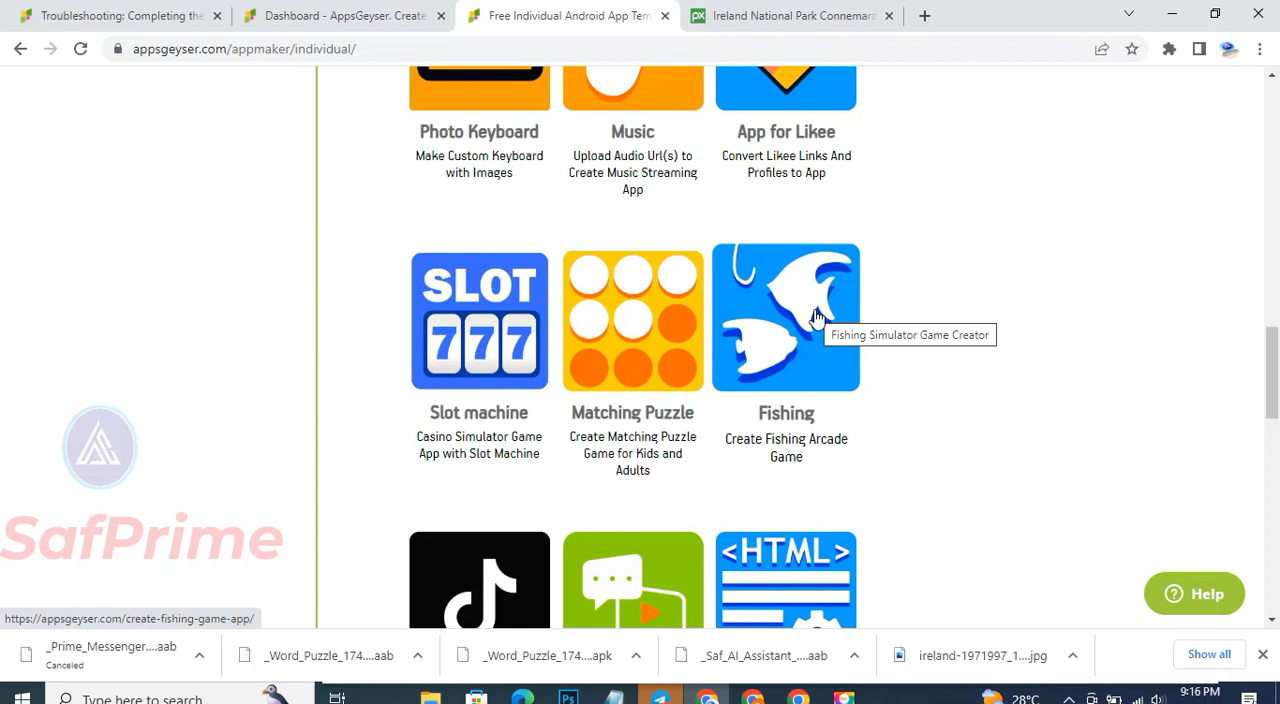 Troubleshooting: Completing the
Dashboard - AppsGeyser. Create
Free Individual Android App Tem
Ireland National Park Connemara
appsgeyser.com/appmaker/individual/
Photo Keyboard
Make Custom Keyboard
with Images
Music
Upload Audio Url(s) to
Create Music Streaming
App
App for Likee
Convert Likee Links And
Profiles to App
SLOT
777
Fishing Simulator Game Creator
Slot machine
Casino Simulator Game
App with Slot Machine
Matching Puzzle
Create Matching Puzzle
Game for Kids and
Adults
Fishing
Create Fishing Arcade
Game
SafPrime
<HTML>
Help
https://appsgeyser.com/create-fishing-game-app/
_Prime_Messenger....aab
Canceled
_Word_Puzzle_174....aab
_Word_Puzzle_174....apk
_Saf_AI_Assistant_....aab
ireland-1971997_1....jpg
Show all
Type here to search
28°C
9:16 PM